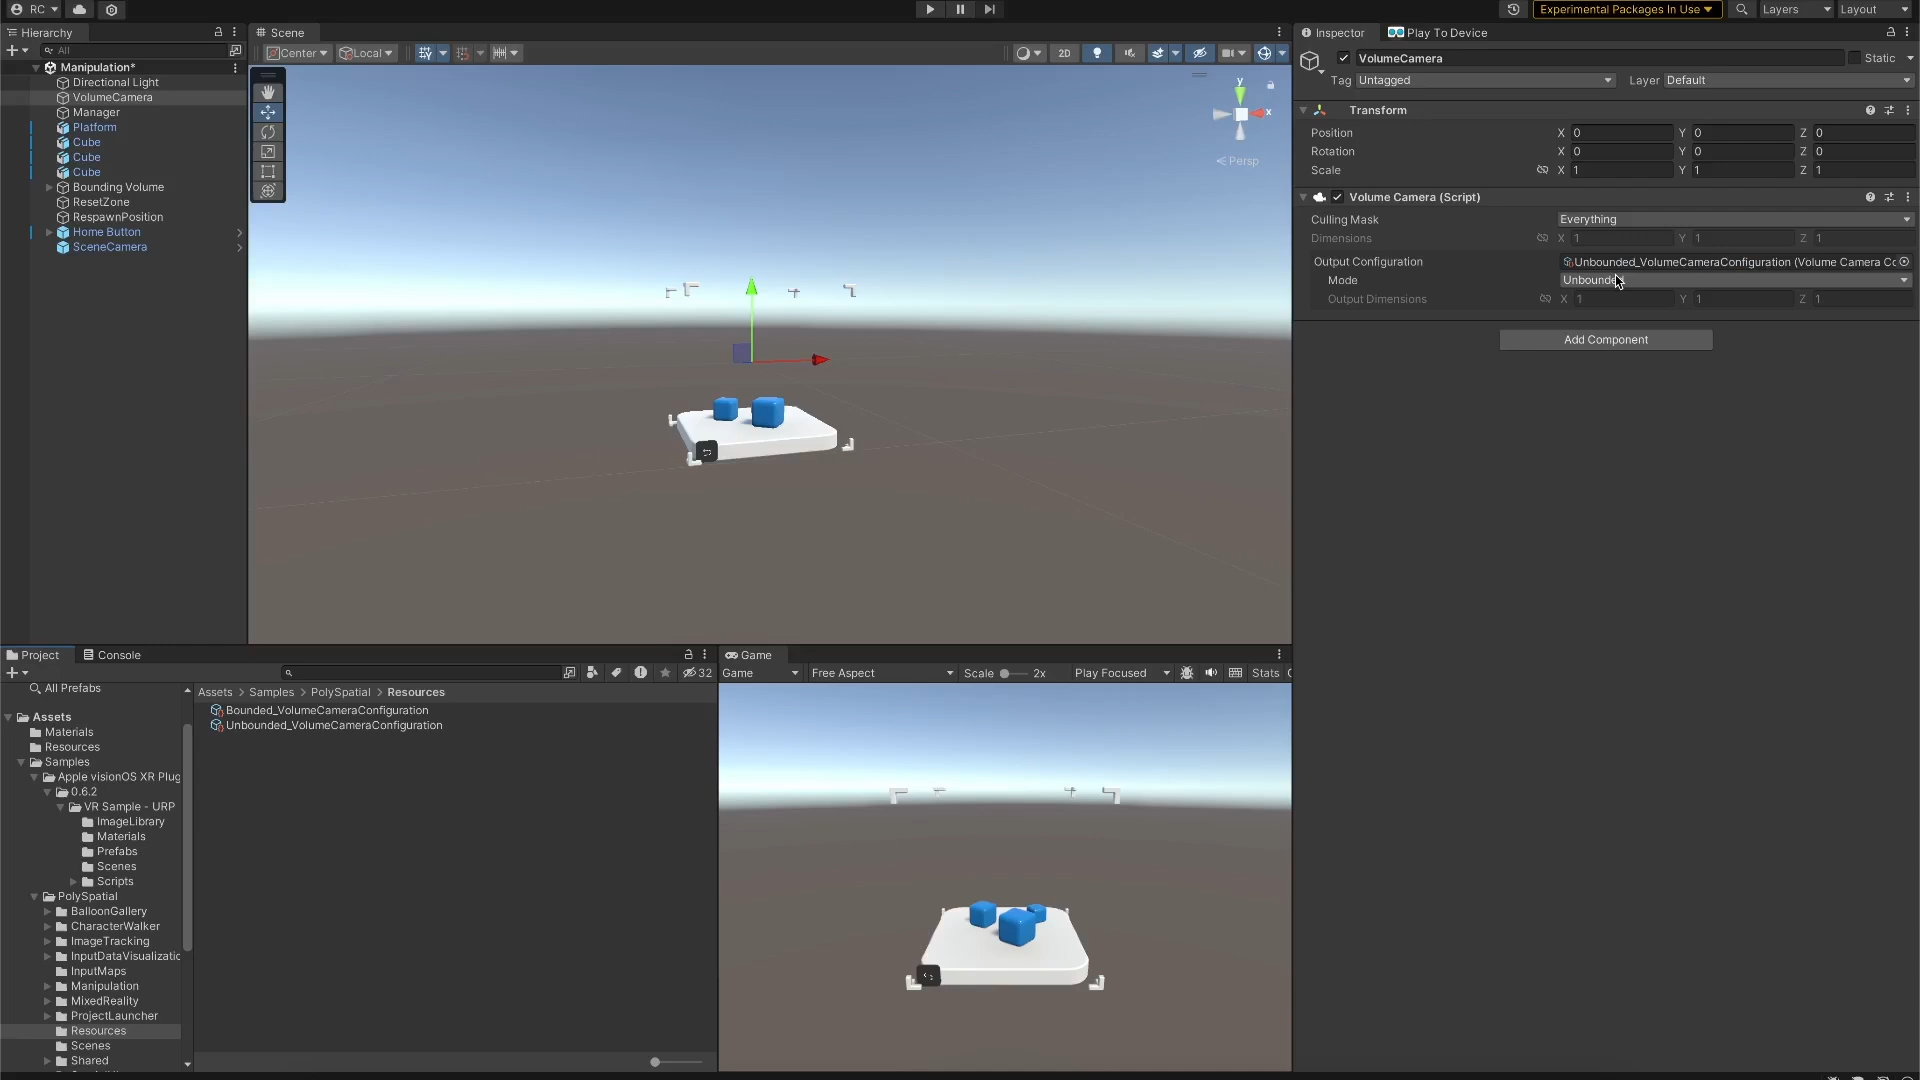 RC
Experimental Packages In Use
Layers
Layout
Hierarchy
All
Manipulation*
Directional Light
VolumeCamera
Manager
Platform
Cube
Cube
Cube
Bounding Volume
ResetZone
RespawnPosition
Home Button
SceneCamera
Scene
Center
Local
2D
y
x
Persp
Inspector
Play To Device
VolumeCamera
Static
Tag Untagged
Layer Default
Transform
Position X 0 Y 0 Z 0
Rotation X 0 Y 0 Z 0
Scale X 1 Y 1 Z 1
Volume Camera (Script)
Culling Mask Everything
Dimensions X 1 Y 1 Z 1
Output Configuration Unbounded_VolumeCameraConfiguration (Volume Camera Cc
Mode Unbounded
Output Dimensions X 1 Y 1 Z 1
Add Component
Project
Console
32
All Prefabs
Assets
Materials
Resources
Samples
Apple visionOS XR Plug
0.6.2
VR Sample - URP
ImageLibrary
Materials
Prefabs
Scenes
Scripts
PolySpatial
BalloonGallery
CharacterWalker
ImageTracking
InputDataVisualizatic
InputMaps
Manipulation
MixedReality
ProjectLauncher
Resources
Scenes
Shared
Assets > Samples > PolySpatial > Resources
Bounded_VolumeCameraConfiguration
Unbounded_VolumeCameraConfiguration
Game
Game
Free Aspect
Scale 2x
Play Focused
Stats